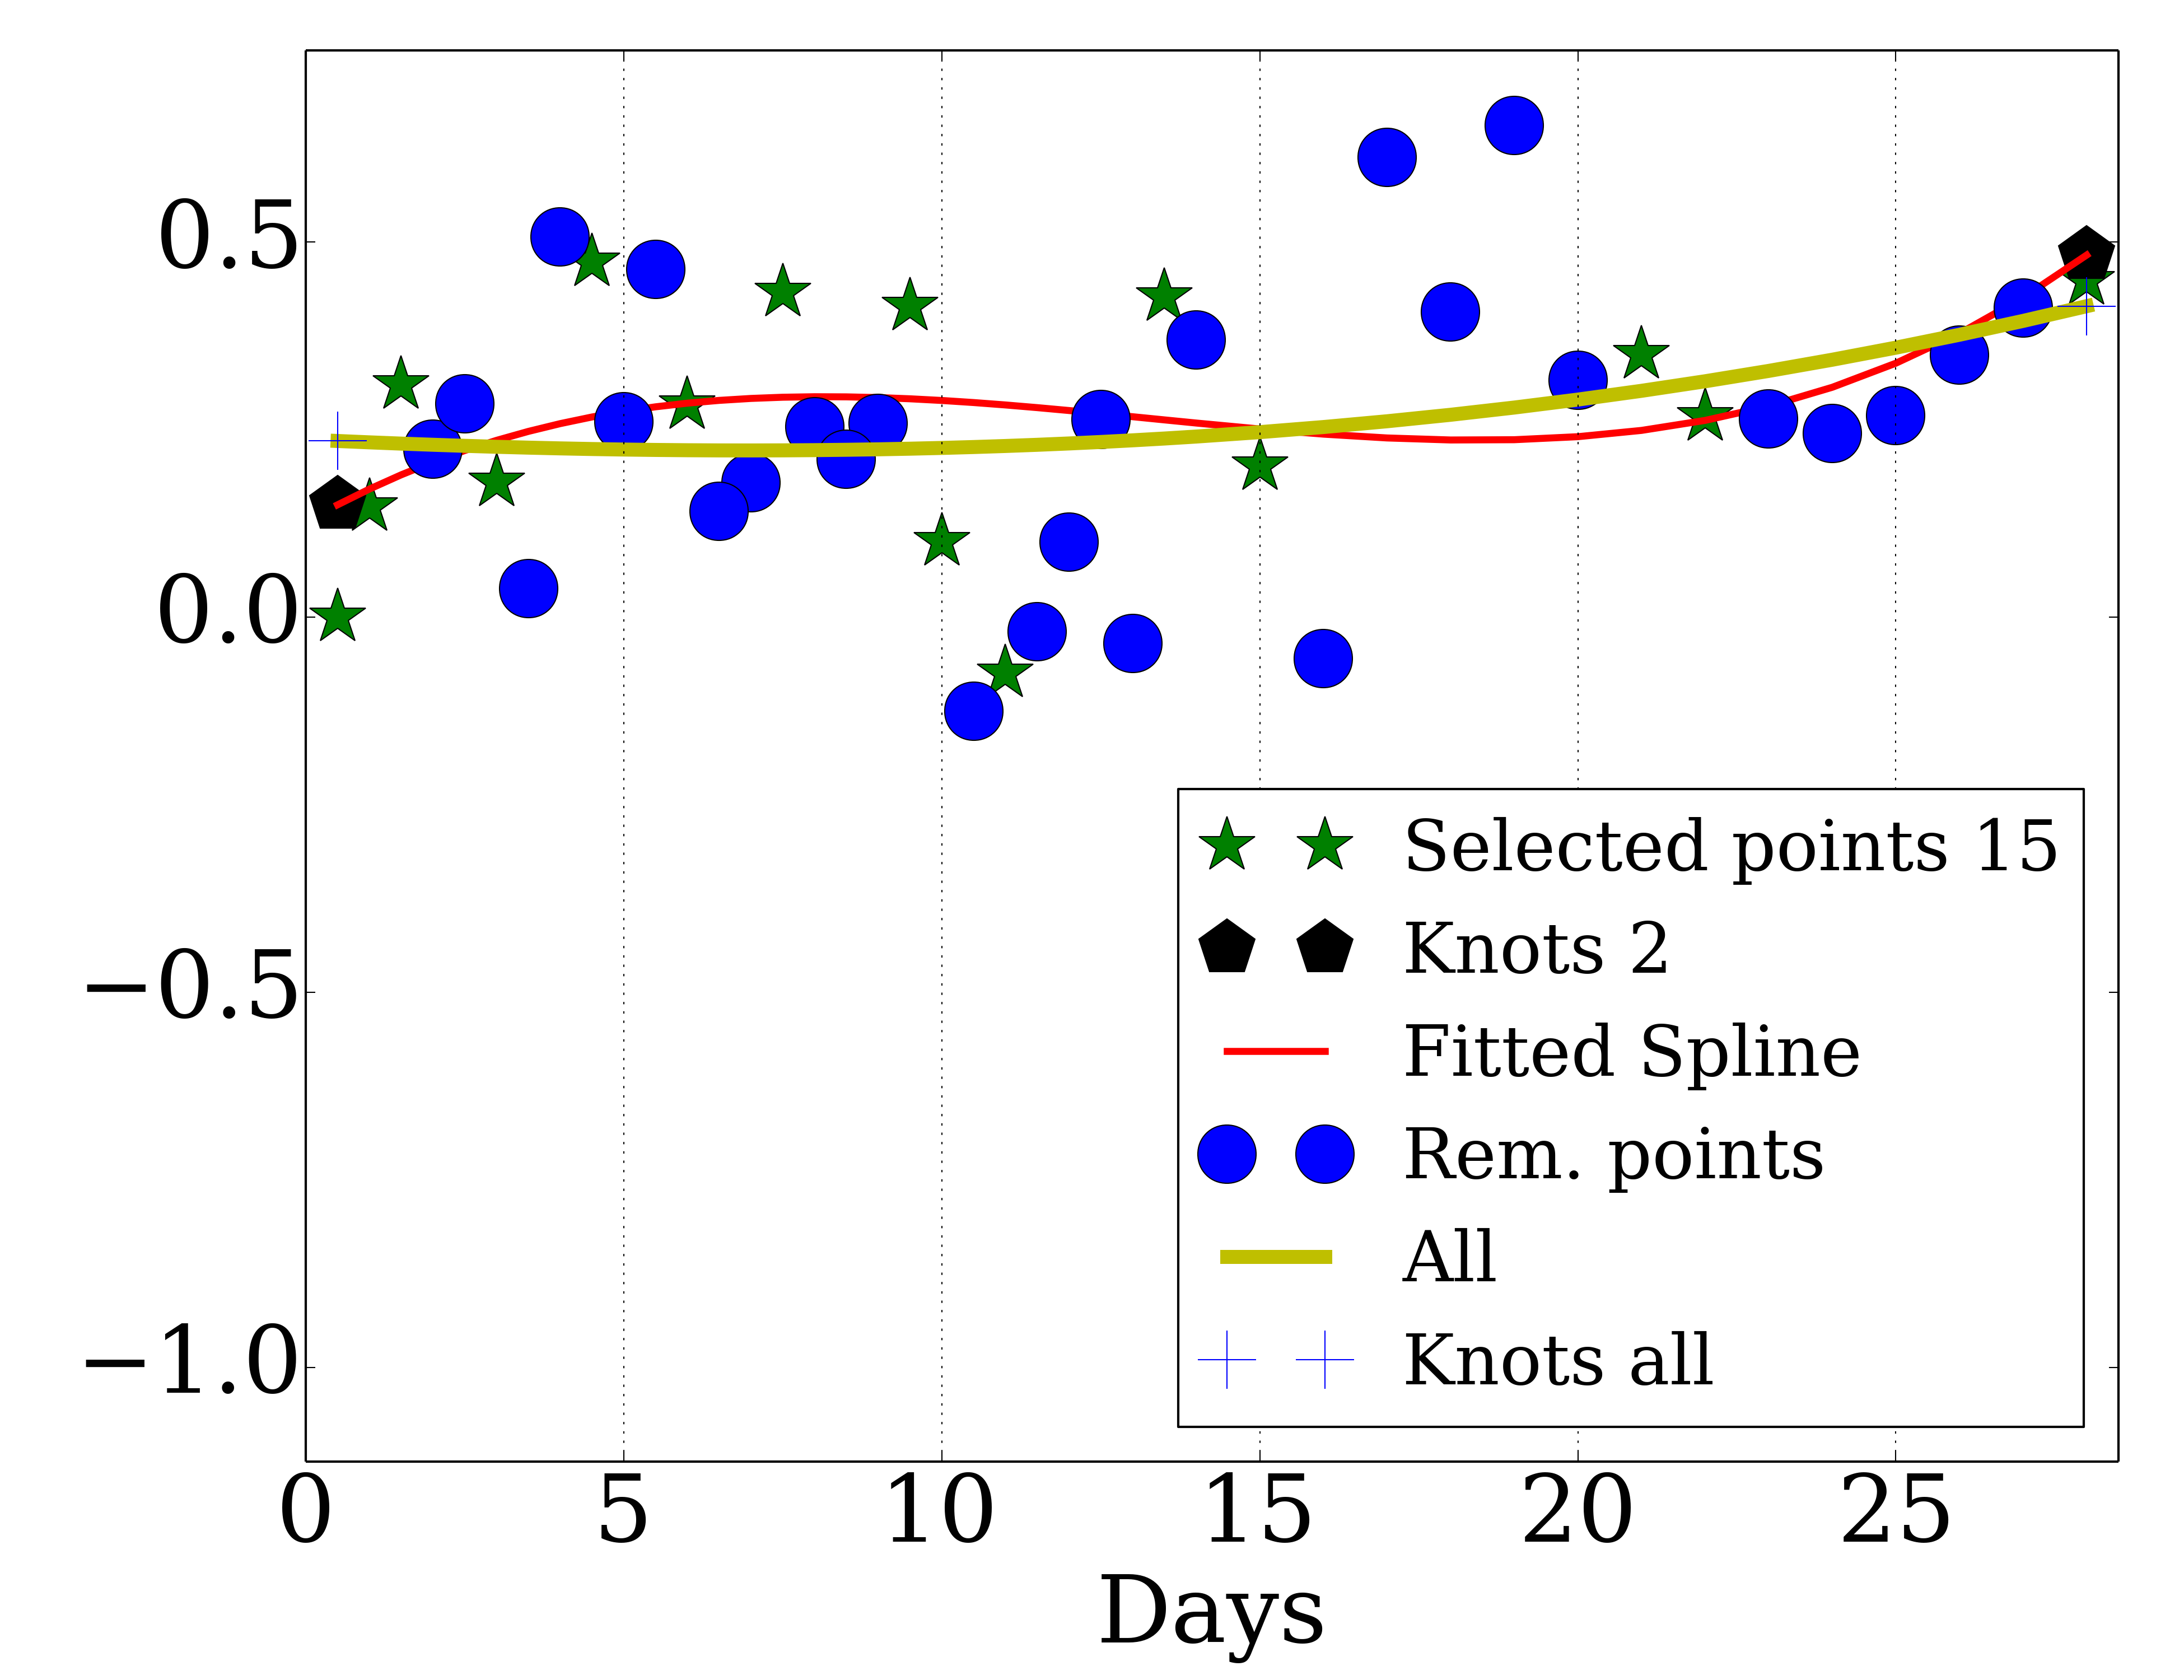 0.5
0.0
−0.5
−1.0
Selected points 15
Knots 2
Fitted Spline
Rem. points
All
Knots all
0 5 10 15 20 25
Days